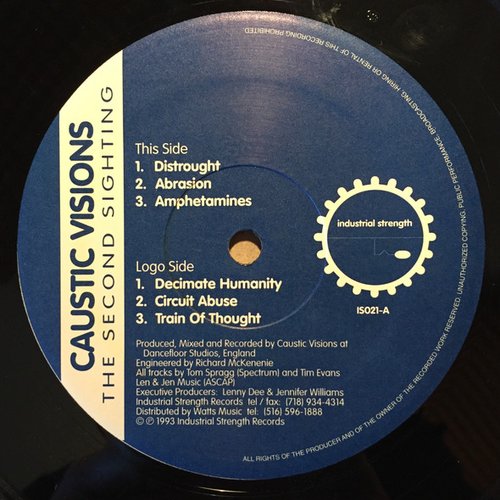 CAUSTIC VISIONS
THE SECOND SIGHTING
This Side
1. Distrought
2. Abrasion
3. Amphetamines
Logo Side
1. Decimate Humanity
2. Circuit Abuse
3. Train Of Thought
industrial strength
IS021-A
Produced, Mixed and Recorded by Caustic Visions at
Dancefloor Studios, England
Engineered by Richard McKenenie
All tracks by Tom Spragg (Spectrum) and Tim Evans
Len & Jen Music (ASCAP)
Executive Producers: Lenny Dee & Jennifer Williams
Industrial Strength Records tel / fax: (718) 934-4314
Distributed by Watts Music tel: (516) 596-1888
© ℗ 1993 Industrial Strength Records
ALL RIGHTS OF THE PRODUCER AND OF THE OWNER OF THE RECORDED WORK RESERVED. UNAUTHORIZED COPYING, PUBLIC PERFORMANCE, BROADCASTING HIRING OR RENTAL OF THIS RECORDING PROHIBITED.